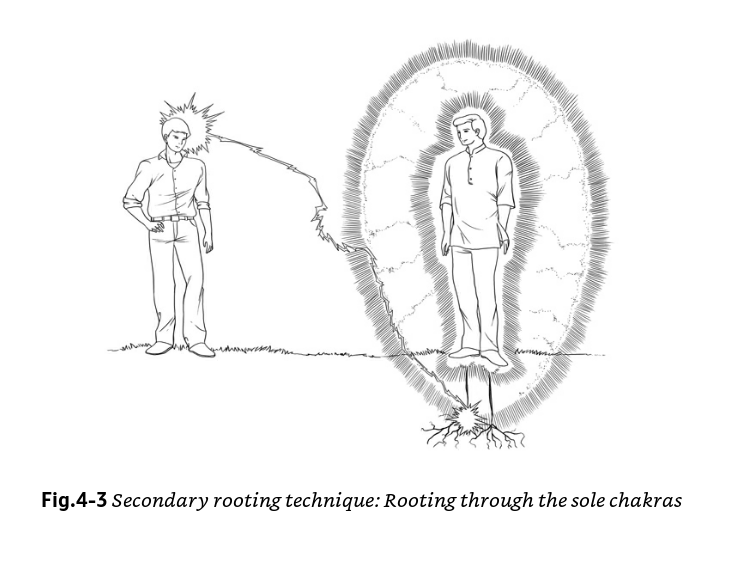 Fig.4-3 Secondary rooting technique: Rooting through the sole chakras